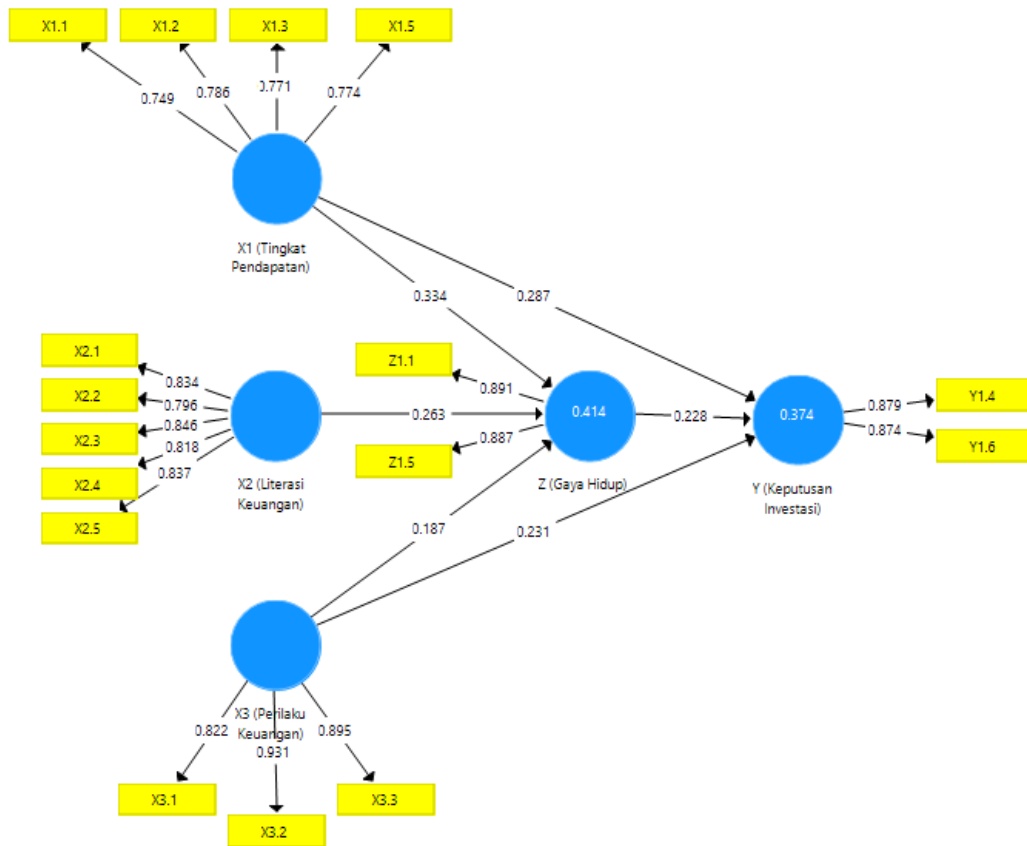 X1.1
X1.2
X1.3
X1.5
0.749
0.786
0.771
0.774
X1 (Tingkat
Pendapatan)
0.334
0.287
X2.1
X2.2
X2.3
X2.4
X2.5
0.834
0.796
0.846
0.818
0.837
X2 (Literasi
Keuangan)
0.263
Z1.1
Z1.5
0.891
0.887
0.414
Z (Gaya Hidup)
0.228
0.374
Y (Keputusan
Investasi)
0.879
0.874
Y1.4
Y1.6
0.187
0.231
X3 (Perilaku
Keuangan)
0.822
0.931
0.895
X3.1
X3.2
X3.3